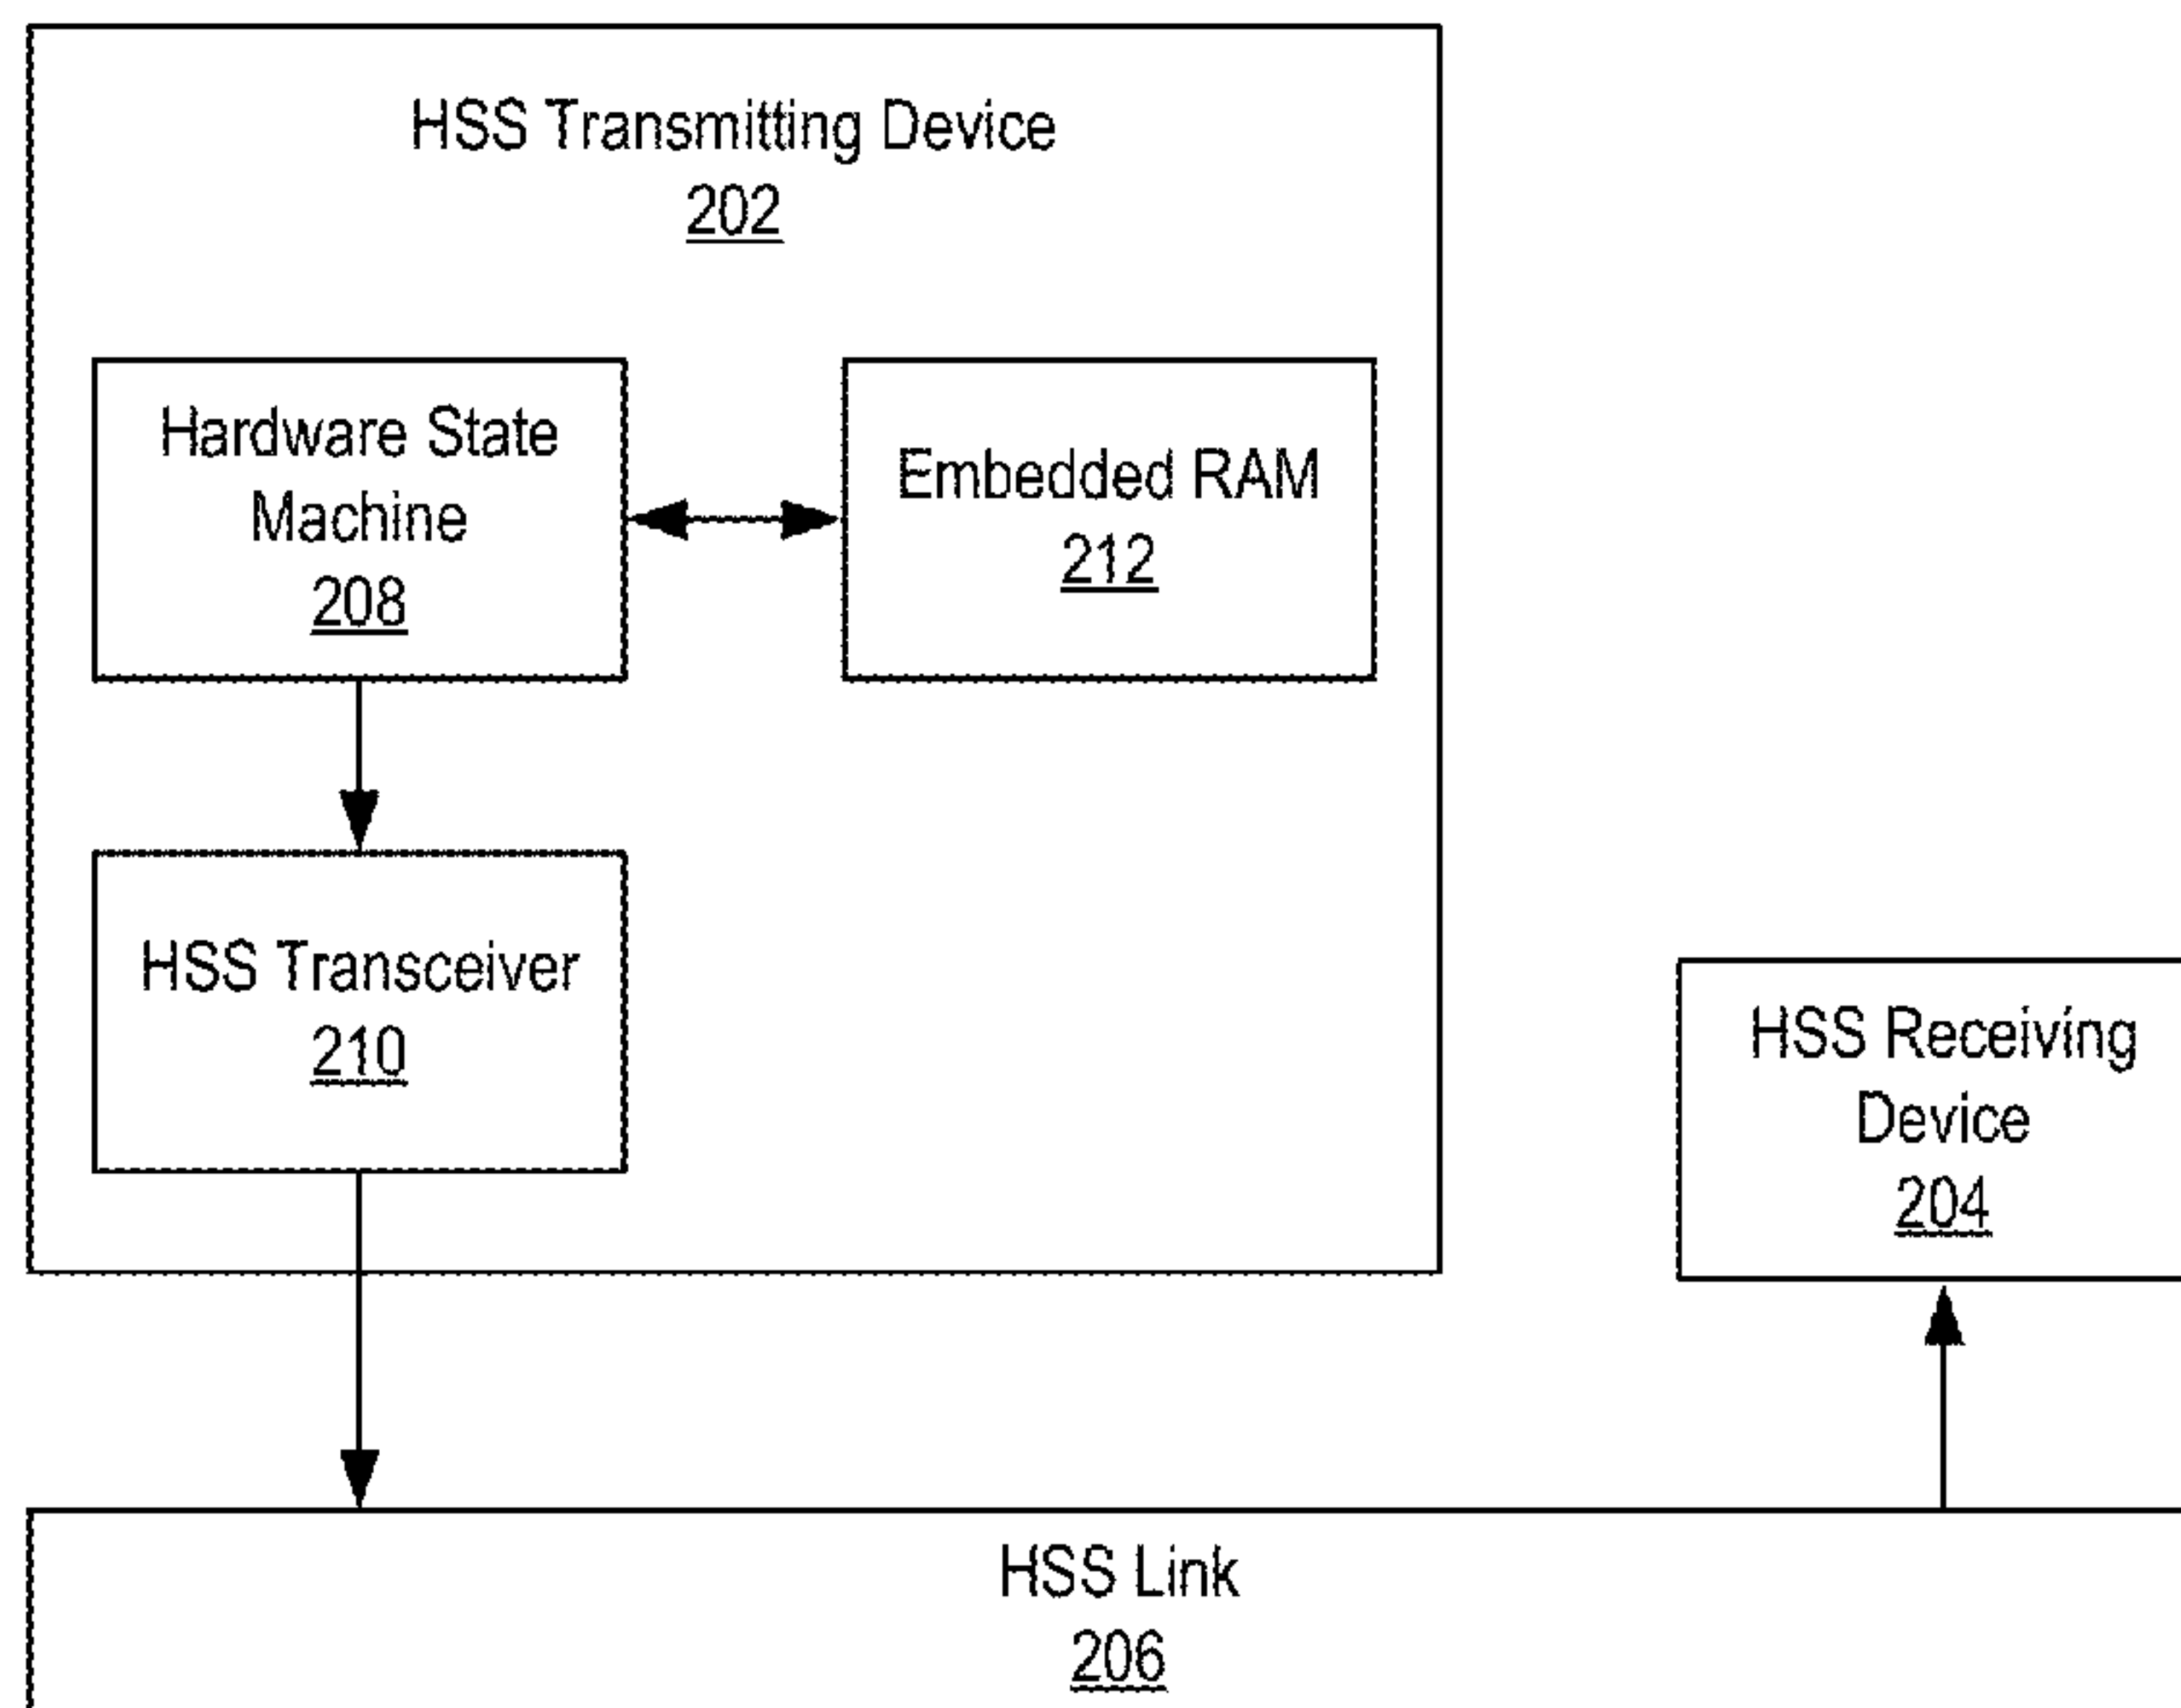 HSS Transmitting Device
202
Hardware State
Machine
208
Embedded RAM
212
HSS Transceiver
210
HSS Receiving
Device
204
HSS Link
206